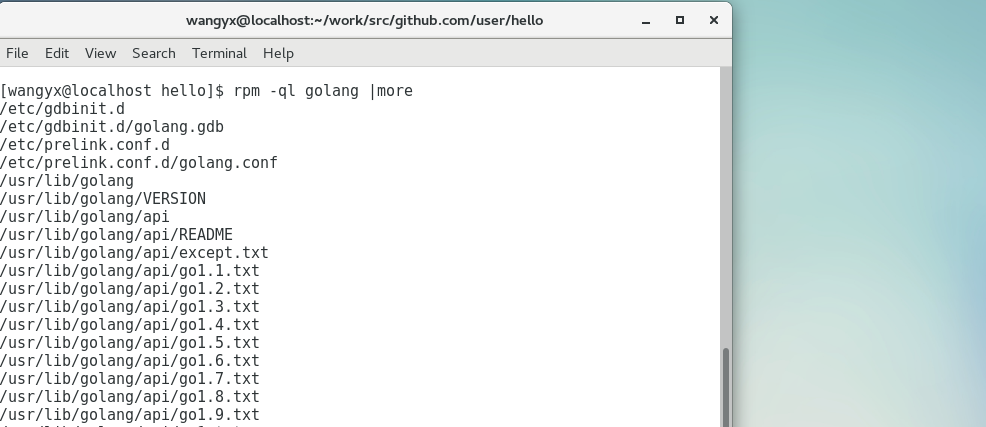 wangyx@localhost:~/work/src/github.com/user/hello
File Edit View Search Terminal Help
[wangyx@localhost hello]$ rpm -ql golang |more
/etc/gdbinit.d
/etc/gdbinit.d/golang.gdb
/etc/prelink.conf.d
/etc/prelink.conf.d/golang.conf
/usr/lib/golang
/usr/lib/golang/VERSION
/usr/lib/golang/api
/usr/lib/golang/api/README
/usr/lib/golang/api/except.txt
/usr/lib/golang/api/go1.1.txt
/usr/lib/golang/api/go1.2.txt
/usr/lib/golang/api/go1.3.txt
/usr/lib/golang/api/go1.4.txt
/usr/lib/golang/api/go1.5.txt
/usr/lib/golang/api/go1.6.txt
/usr/lib/golang/api/go1.7.txt
/usr/lib/golang/api/go1.8.txt
/usr/lib/golang/api/go1.9.txt